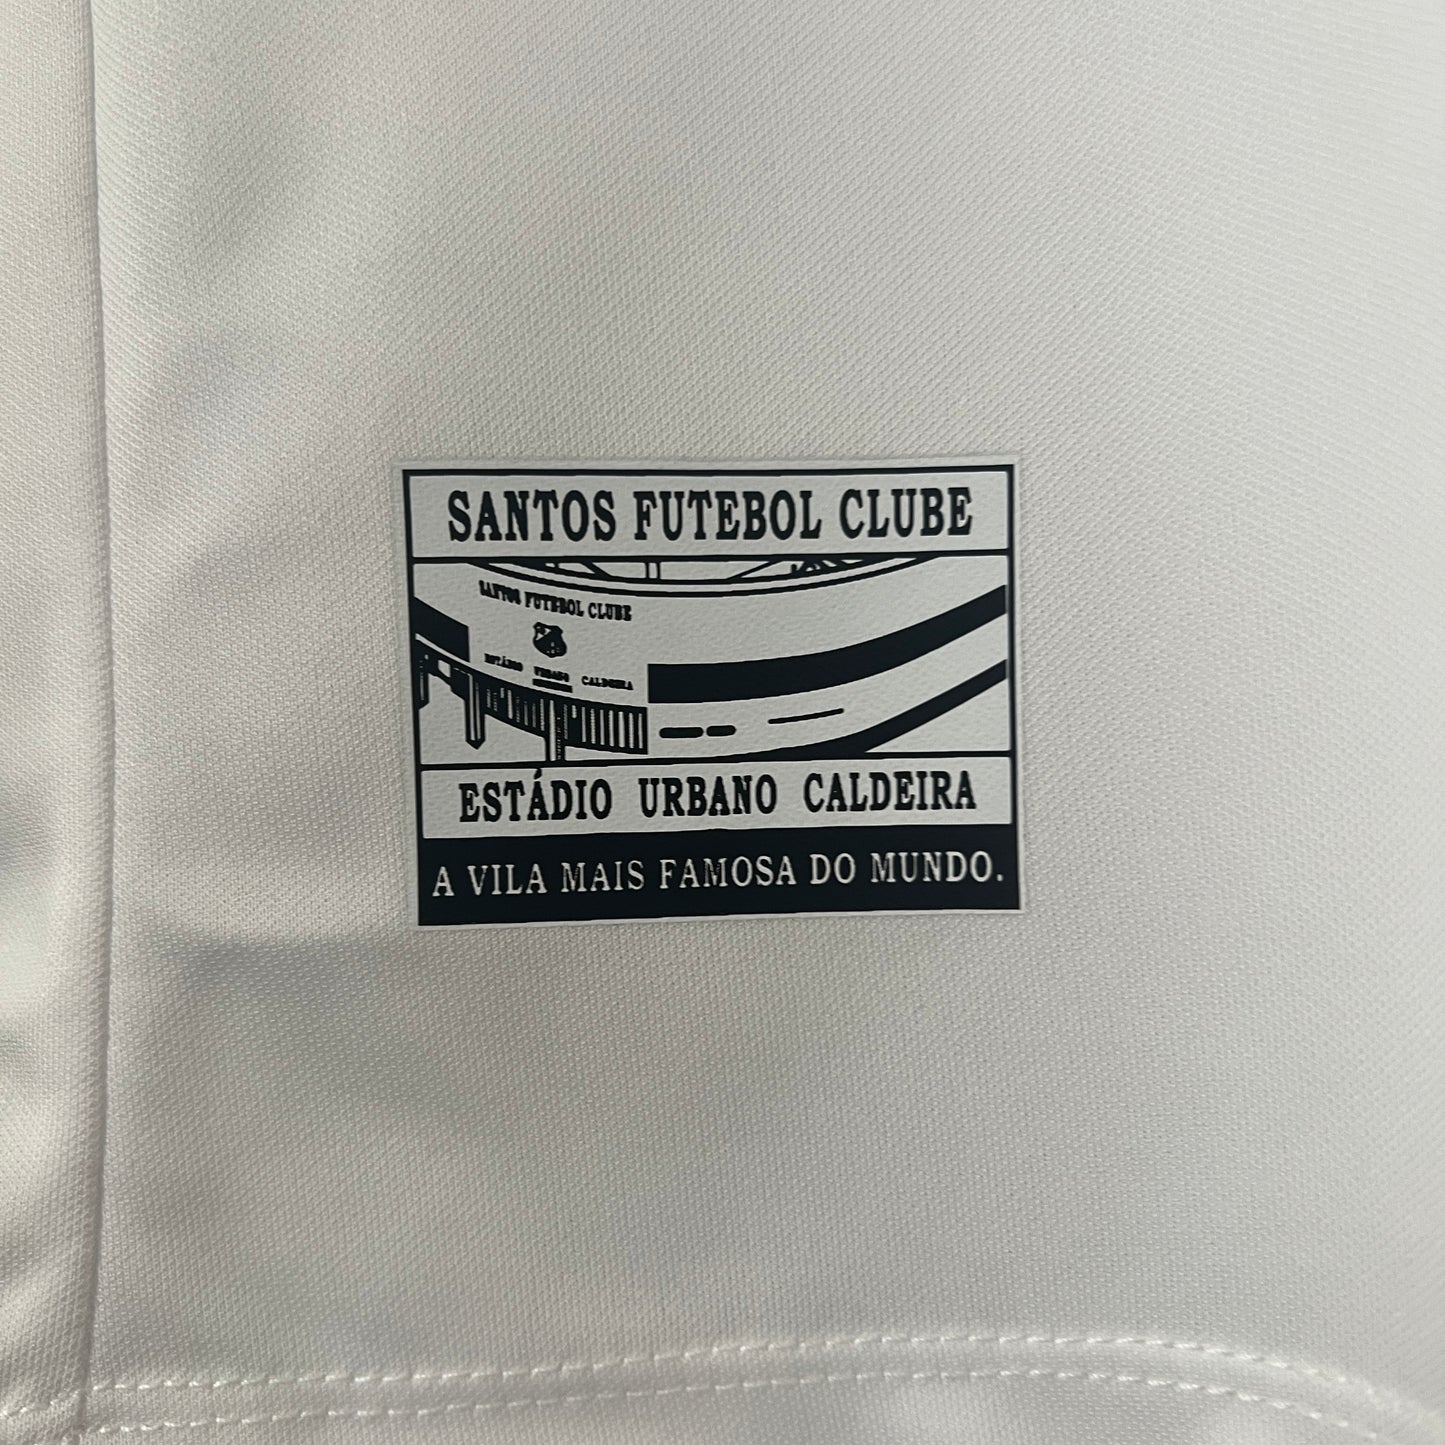 SANTOS FUTEBOL CLUBE
SANTOS FUTEBOL CLUBE
ESTÁDIO URBANO CALDEIRA
ESTÁDIO URBANO CALDEIRA
A VILA MAIS FAMOSA DO MUNDO.